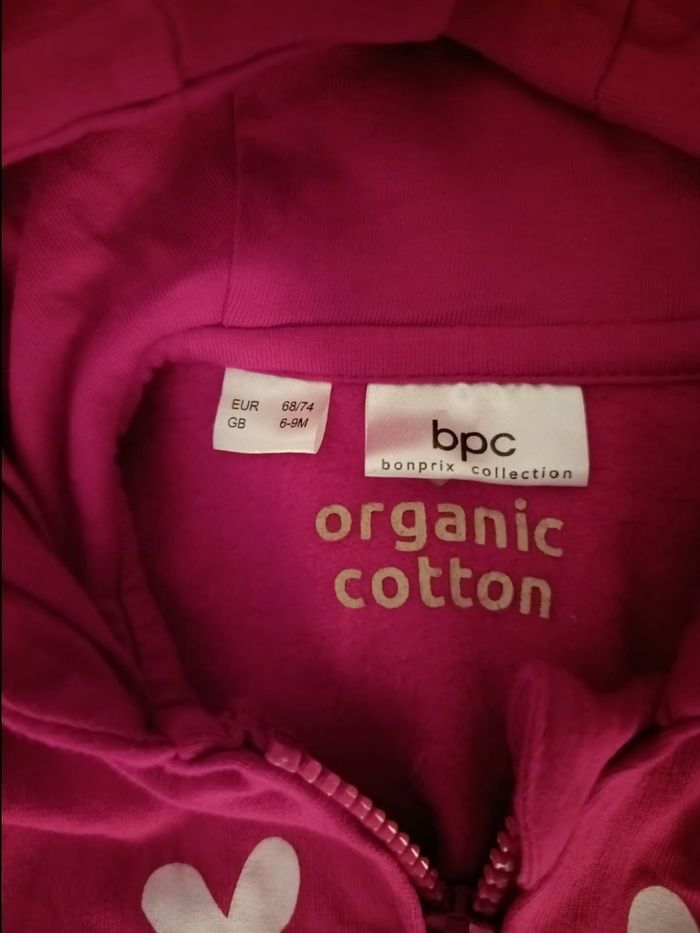 EUR 68/74
GB 6-9M
bpc
bonprix collection
organic
cotton